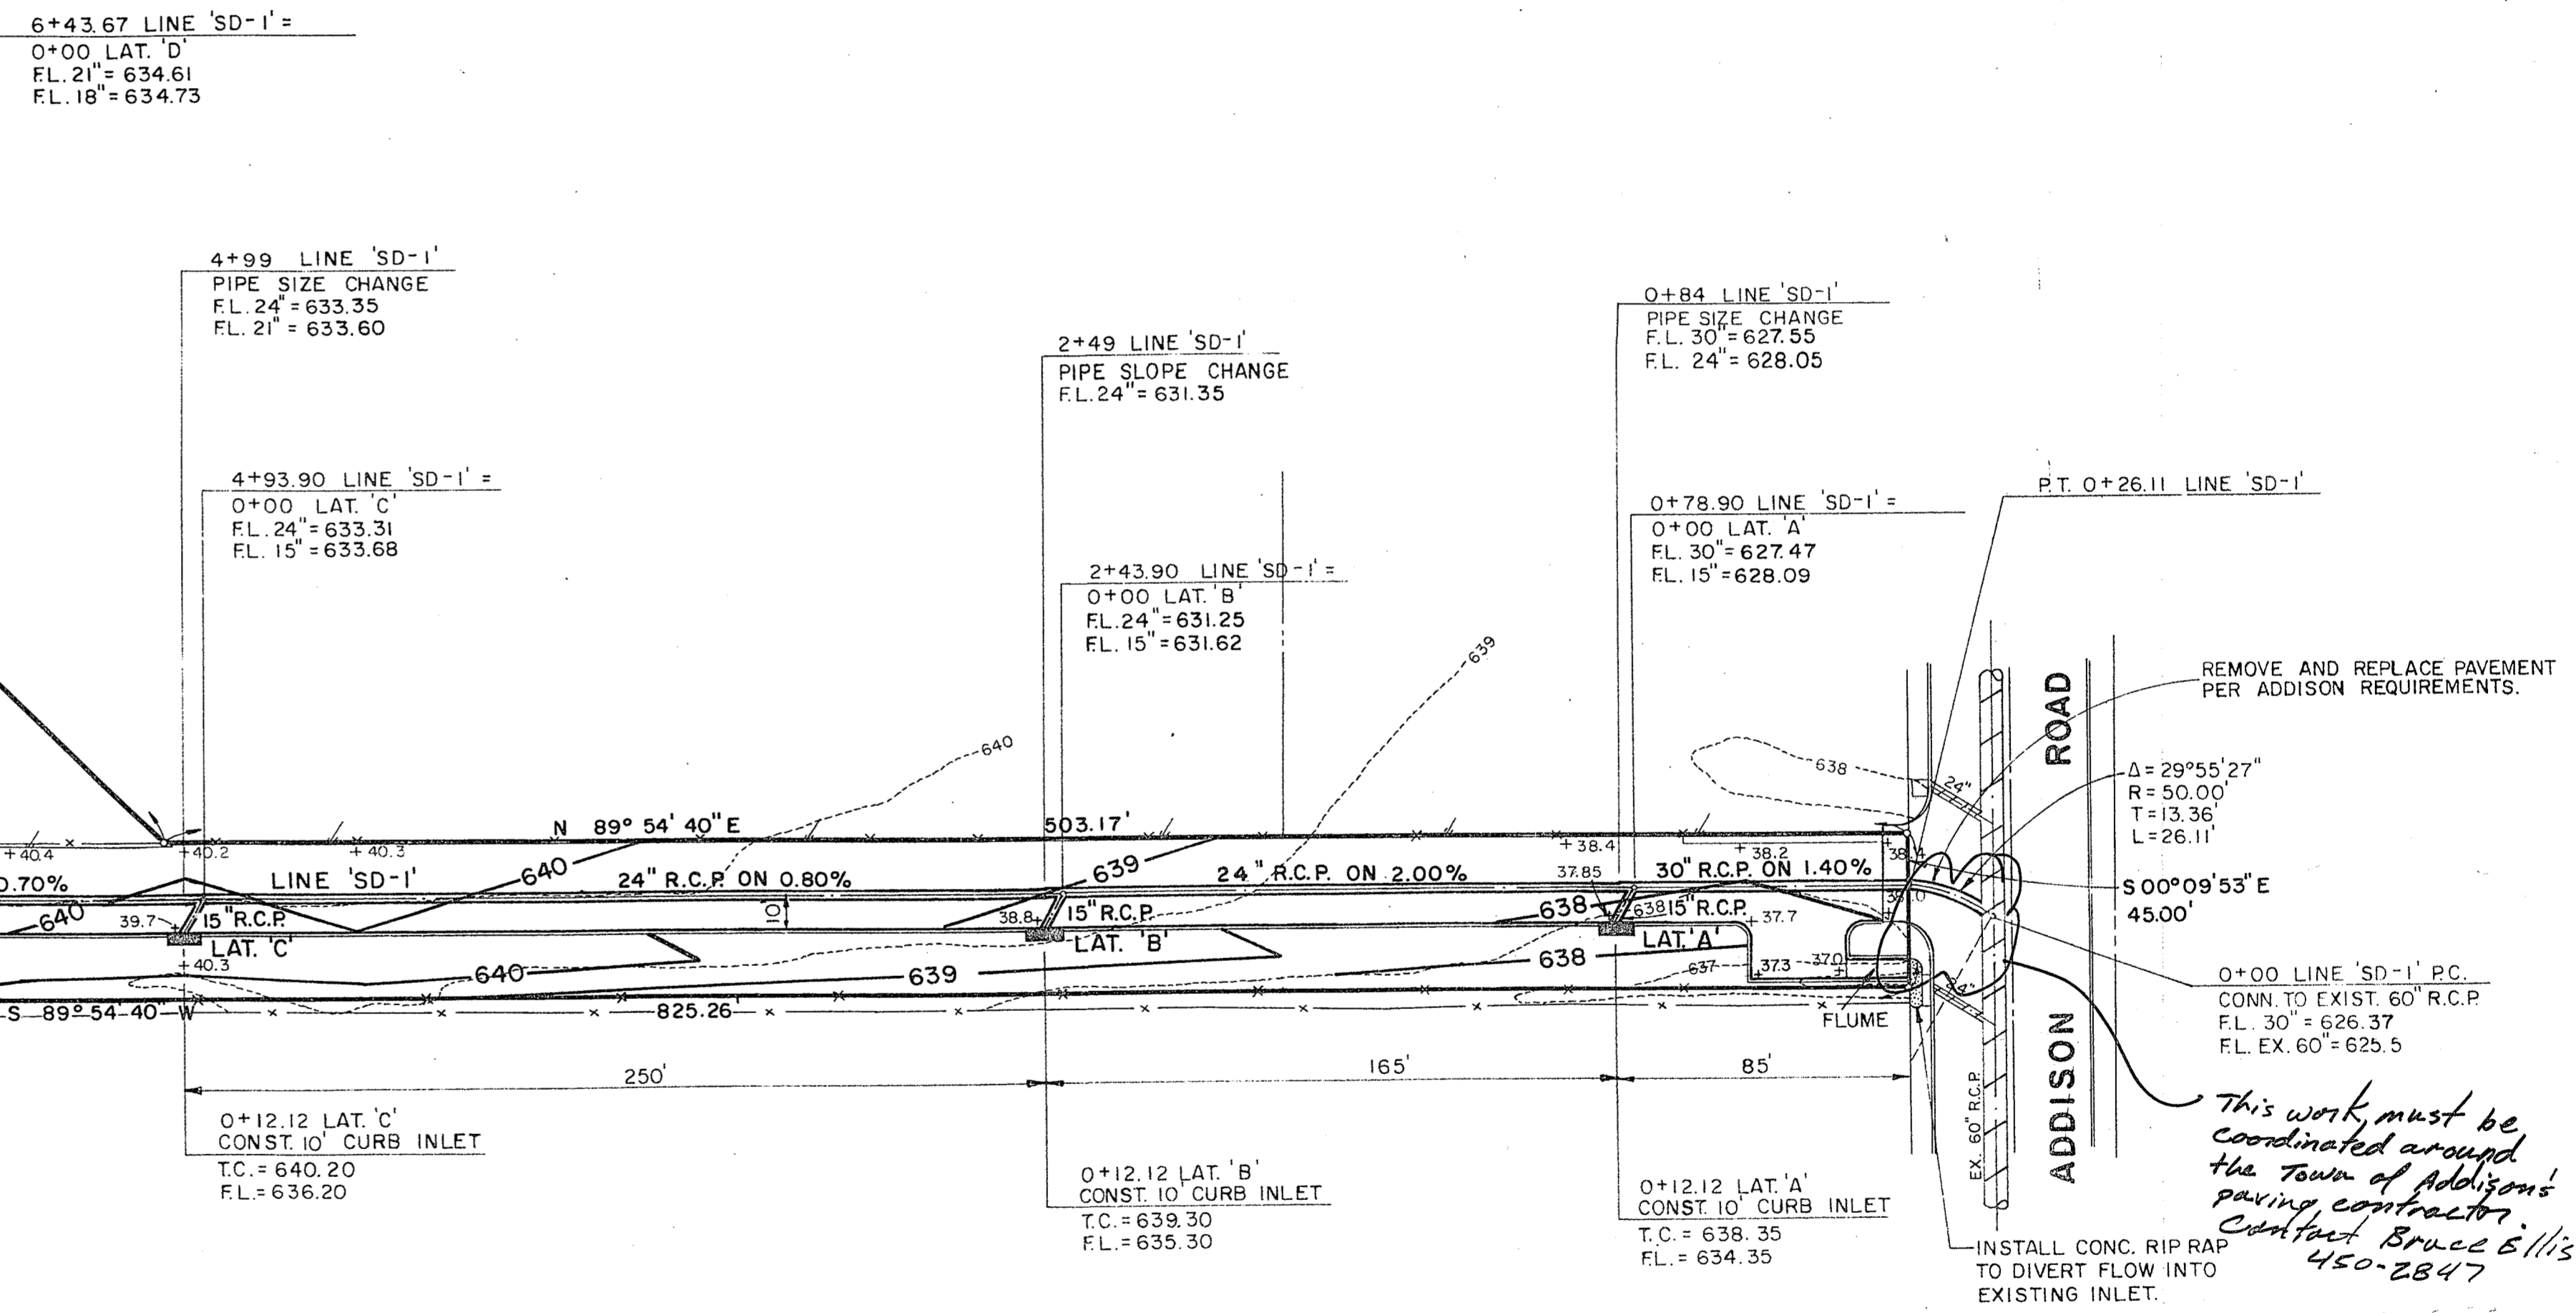 6+43.67 LINE 'SD-1' =
0+00 LAT. 'D'
F.L. 21" = 634.61
F.L. 18" = 634.73
4+99 LINE 'SD-1'
PIPE SIZE CHANGE
F.L. 24" = 633.35
F.L. 21" = 633.60
2+49 LINE 'SD-1'
PIPE SLOPE CHANGE
F.L. 24" = 631.35
0+84 LINE 'SD-1'
PIPE SIZE CHANGE
F.L. 30" = 627.55
F.L. 24" = 628.05
4+93.90 LINE 'SD-1' =
0+00 LAT. 'C'
F.L. 24" = 633.31
F.L. 15" = 633.68
2+43.90 LINE 'SD-1' =
0+00 LAT. 'B'
F.L. 24" = 631.25
F.L. 15" = 631.62
0+78.90 LINE 'SD-1' =
0+00 LAT. 'A'
F.L. 30" = 627.47
F.L. 15" = 628.09
P.T. 0+26.11 LINE 'SD-1'
REMOVE AND REPLACE PAVEMENT
PER ADDISON REQUIREMENTS.
ADDISON ROAD
Δ = 29°55'27"
R = 50.00'
T = 13.36'
L = 26.11'
S 00°09'53" E
45.00'
0+00 LINE 'SD-1' P.C.
CONN. TO EXIST. 60" R.C.P.
F.L. 30" = 626.37
F.L. EX. 60" = 625.5
640
639
638
24"
N 89° 54' 40" E
503.17'
+40.4
+40.2
+40.3
+38.4
+38.2
0.70%
LINE 'SD-1'
640
24" R.C.P. ON 0.80%
639
24" R.C.P. ON 2.00%
37.85
30" R.C.P. ON 1.40%
640
39.7
15" R.C.P.
LAT. 'C'
10'
38.8+
15" R.C.P.
LAT. 'B'
638
638
15" R.C.P.
LAT. 'A'
+37.7
+40.3
640
639
638
637
+37.3
37.0
24"
S 89° 54' 40" W
825.26'
FLUME
250'
165'
85'
EX. 60" R.C.P.
0+12.12 LAT. 'C'
CONST. 10' CURB INLET
T.C. = 640.20
F.L. = 636.20
0+12.12 LAT. 'B'
CONST. 10' CURB INLET
T.C. = 639.30
F.L. = 635.30
0+12.12 LAT. 'A'
CONST. 10' CURB INLET
T.C. = 638.35
F.L. = 634.35
INSTALL CONC. RIP RAP
TO DIVERT FLOW INTO
EXISTING INLET.
This work must be
coordinated around
the Town of Addison's
paving contractor.
Contact Bruce Ellis
450-2847